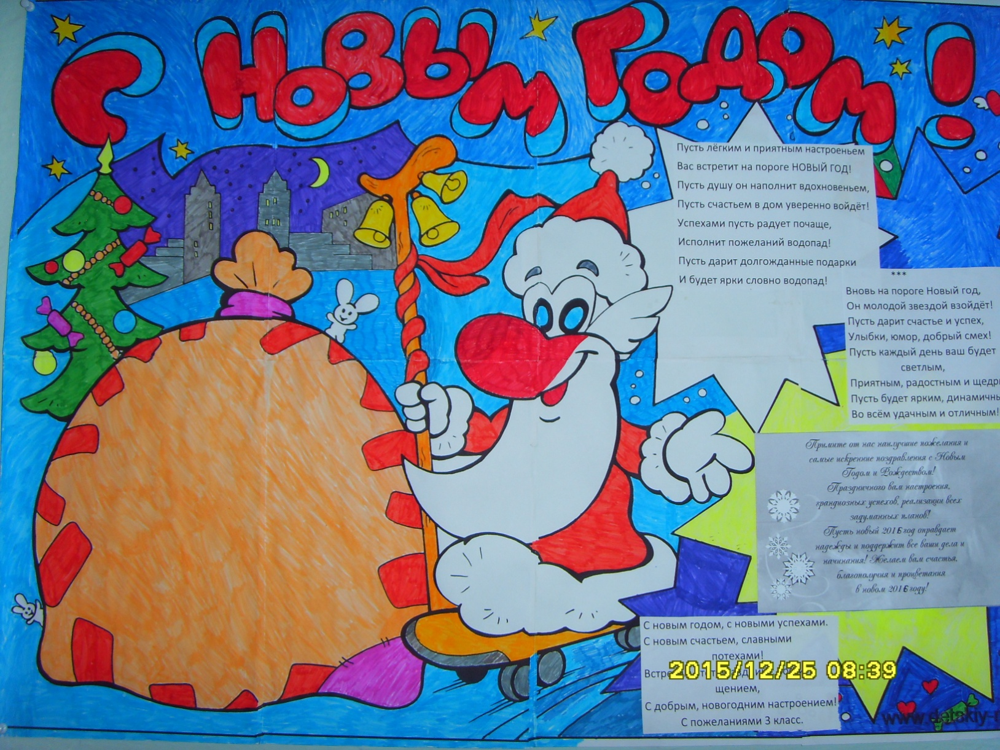 С Новым Годом!
Пусть лёгким и приятным настроеньем
Вас встретит на пороге НОВЫЙ ГОД!
Пусть душу он наполнит вдохновеньем,
Пусть счастьем в дом уверенно войдёт!
Успехами пусть радует почаще,
Исполнит пожеланий водопад!
Пусть дарит долгожданные подарки
И будет ярки словно водопад!
***
Вновь на пороге Новый год,
Он молодой звездой взойдёт!
Пусть дарит счастье и успех,
Улыбки, юмор, добрый смех!
Пусть каждый день ваш будет
светлым,
Приятным, радостным и щедры
Пусть будет ярким, динамичны
Во всём удачным и отличным!
Примите от нас наилучшие пожелания и
самые искренние поздравления с Новым
Годом и Рождеством!
Праздничного вам настроения,
грандиозных успехов, реализации всех
задуманных планов!
Пусть новый 2016 год оправдает
надежды и поддержит все ваши дела и
начинания! Желаем вам счастья,
благополучия и процветания
в новом 2016 году!
С новым годом, с новыми успехами.
С новым счастьем, славными
потехами!
2015/12/25 08:39
щением,
С добрым, новогодним настроением!
С пожеланиями 3 класс.
www.detskiy-